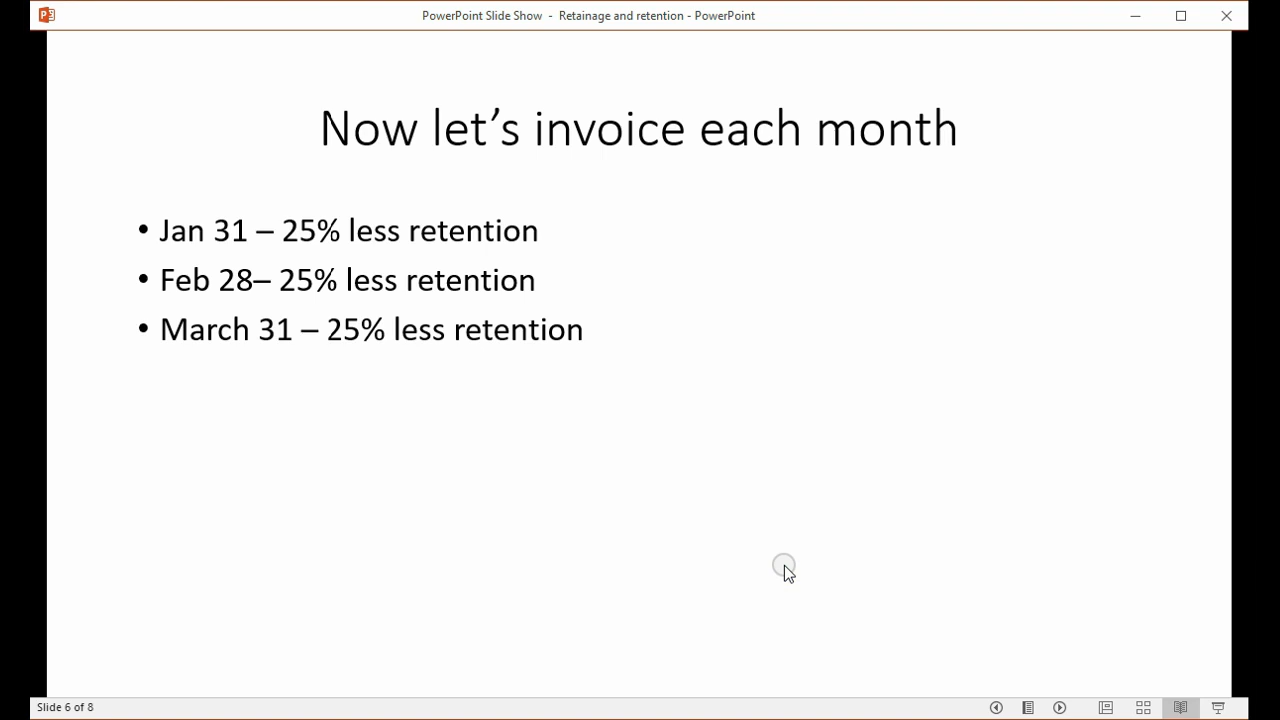 PowerPoint Slide Show - Retainage and retention - PowerPoint
Now let’s invoice each month
• Jan 31 – 25% less retention
• Feb 28– 25% less retention
• March 31 – 25% less retention
Slide 6 of 8